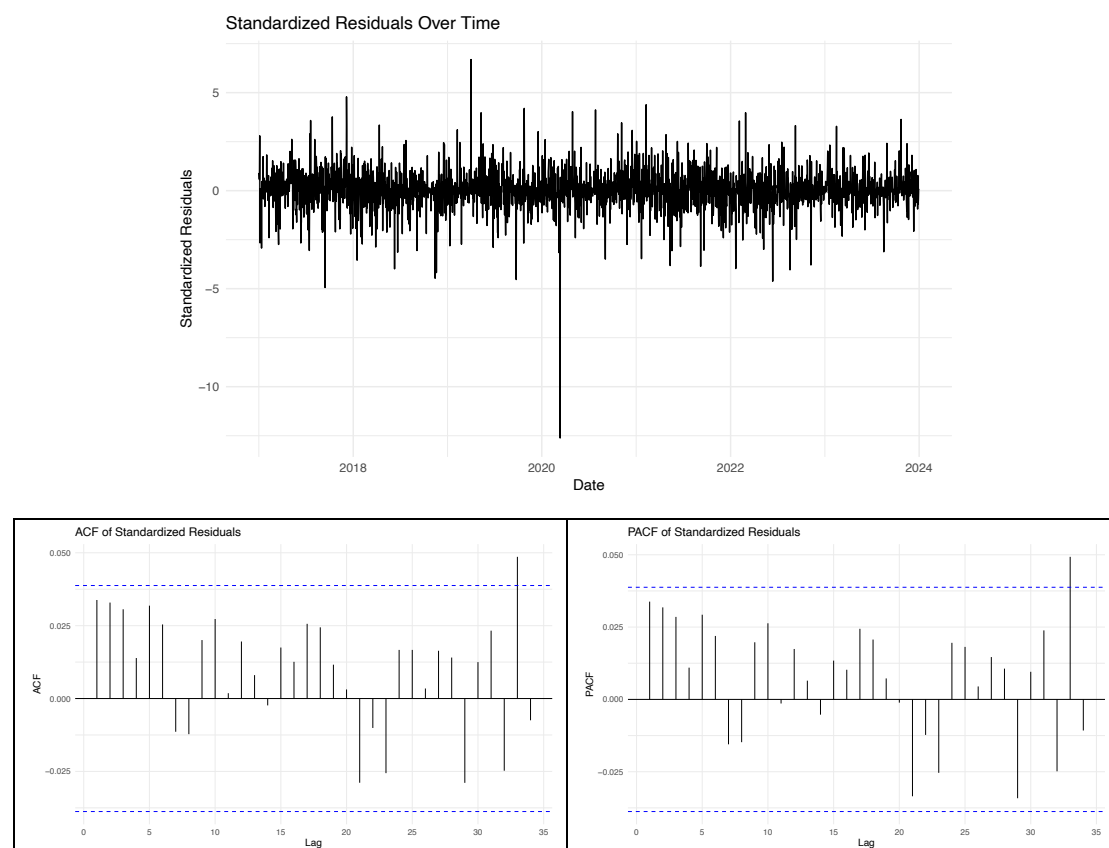 Standardized Residuals Over Time
Standardized Residuals
5
0
−5
−10
2018 2020 2022 2024
Date
ACF of Standardized Residuals
ACF
0.050
0.025
0.000
−0.025
0 5 10 15 20 25 30 35
Lag
PACF of Standardized Residuals
PACF
0.050
0.025
0.000
−0.025
0 5 10 15 20 25 30 35
Lag